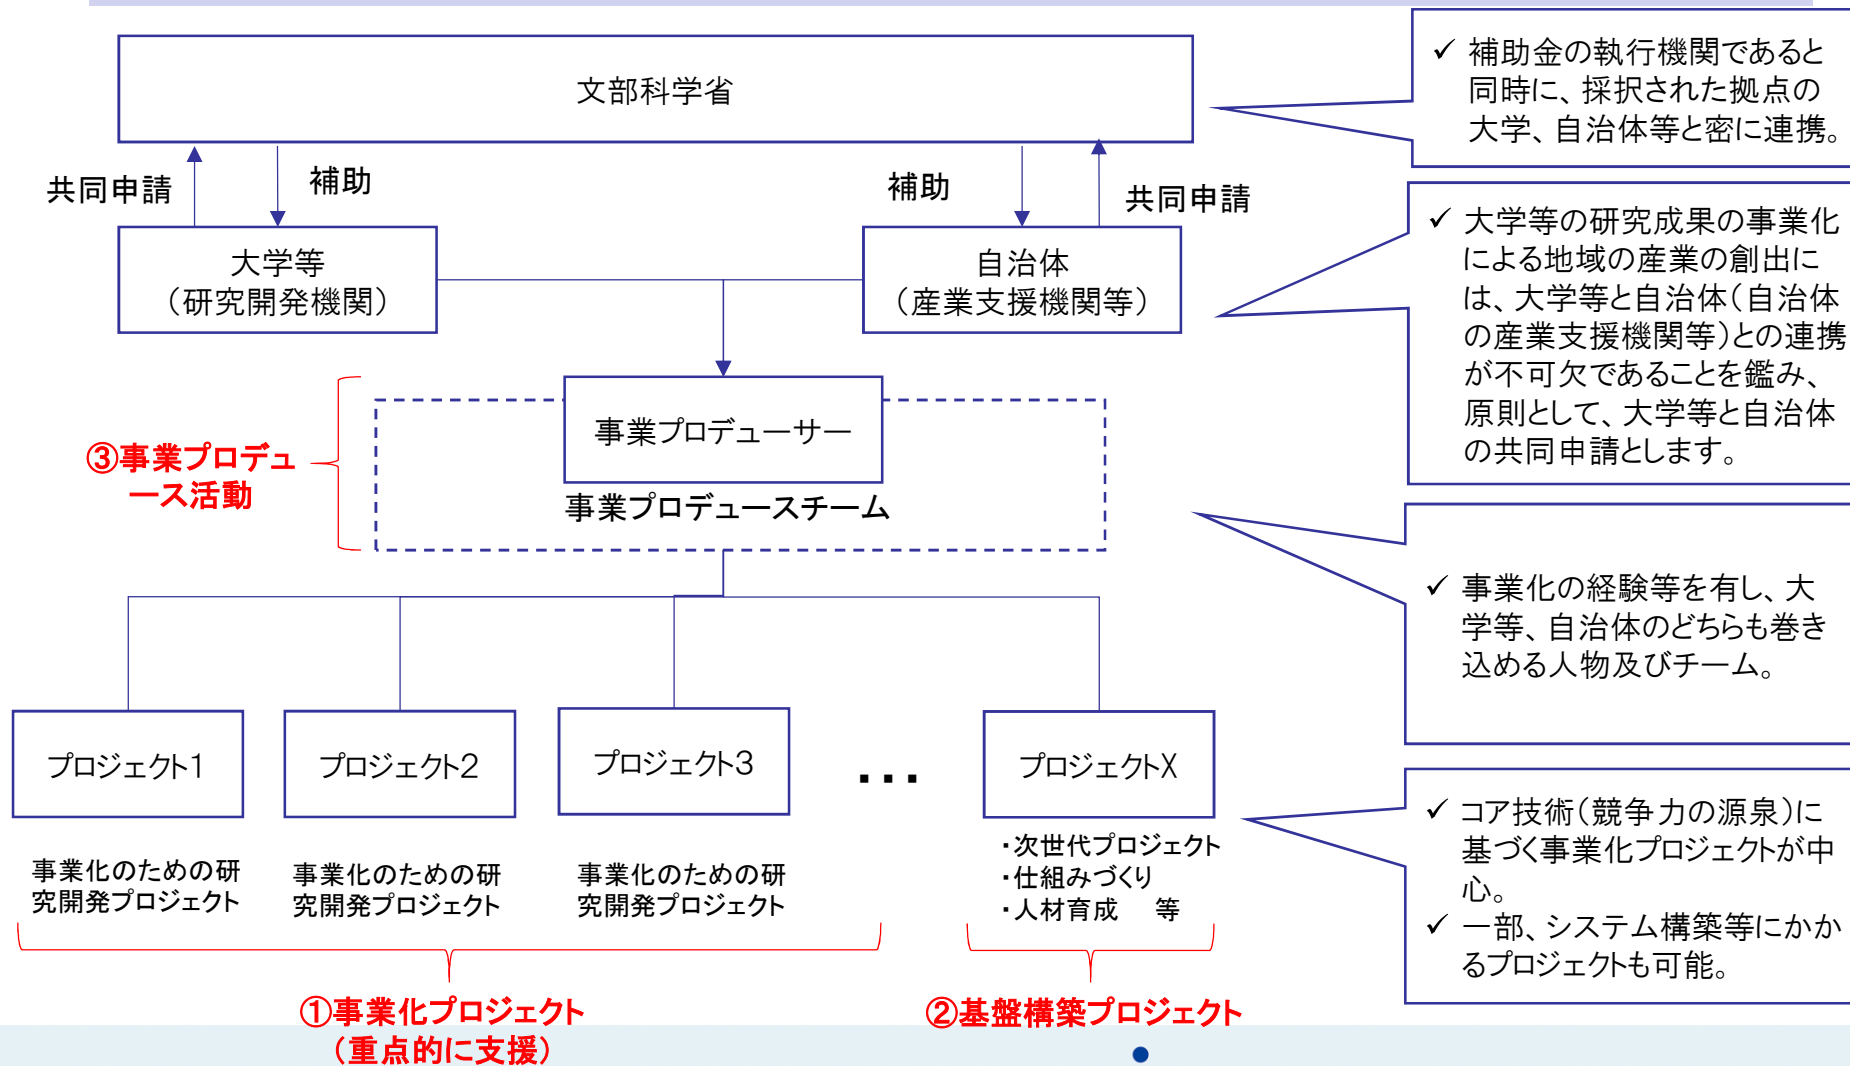 文部科学省
共同申請
補助
補助
共同申請
大学等
（研究開発機関）
自治体
（産業支援機関等）
事業プロデューサー
事業プロデュースチーム
③事業プロデュ
ース活動
プロジェクト1
プロジェクト2
プロジェクト3
...
プロジェクトX
事業化のための研
究開発プロジェクト
事業化のための研
究開発プロジェクト
事業化のための研
究開発プロジェクト
・次世代プロジェクト
・仕組みづくり
・人材育成　等
①事業化プロジェクト
（重点的に支援）
②基盤構築プロジェクト
✓ 補助金の執行機関であると
同時に、採択された拠点の
大学、自治体等と密に連携。
✓ 大学等の研究成果の事業化
による地域の産業の創出に
は、大学等と自治体（自治体
の産業支援機関等）との連携
が不可欠であることを鑑み、
原則として、大学等と自治体
の共同申請とします。
✓ 事業化の経験等を有し、大
学等、自治体のどちらも巻き
込める人物及びチーム。
✓ コア技術（競争力の源泉）に
基づく事業化プロジェクトが中
心。
✓ 一部、システム構築等にかか
るプロジェクトも可能。